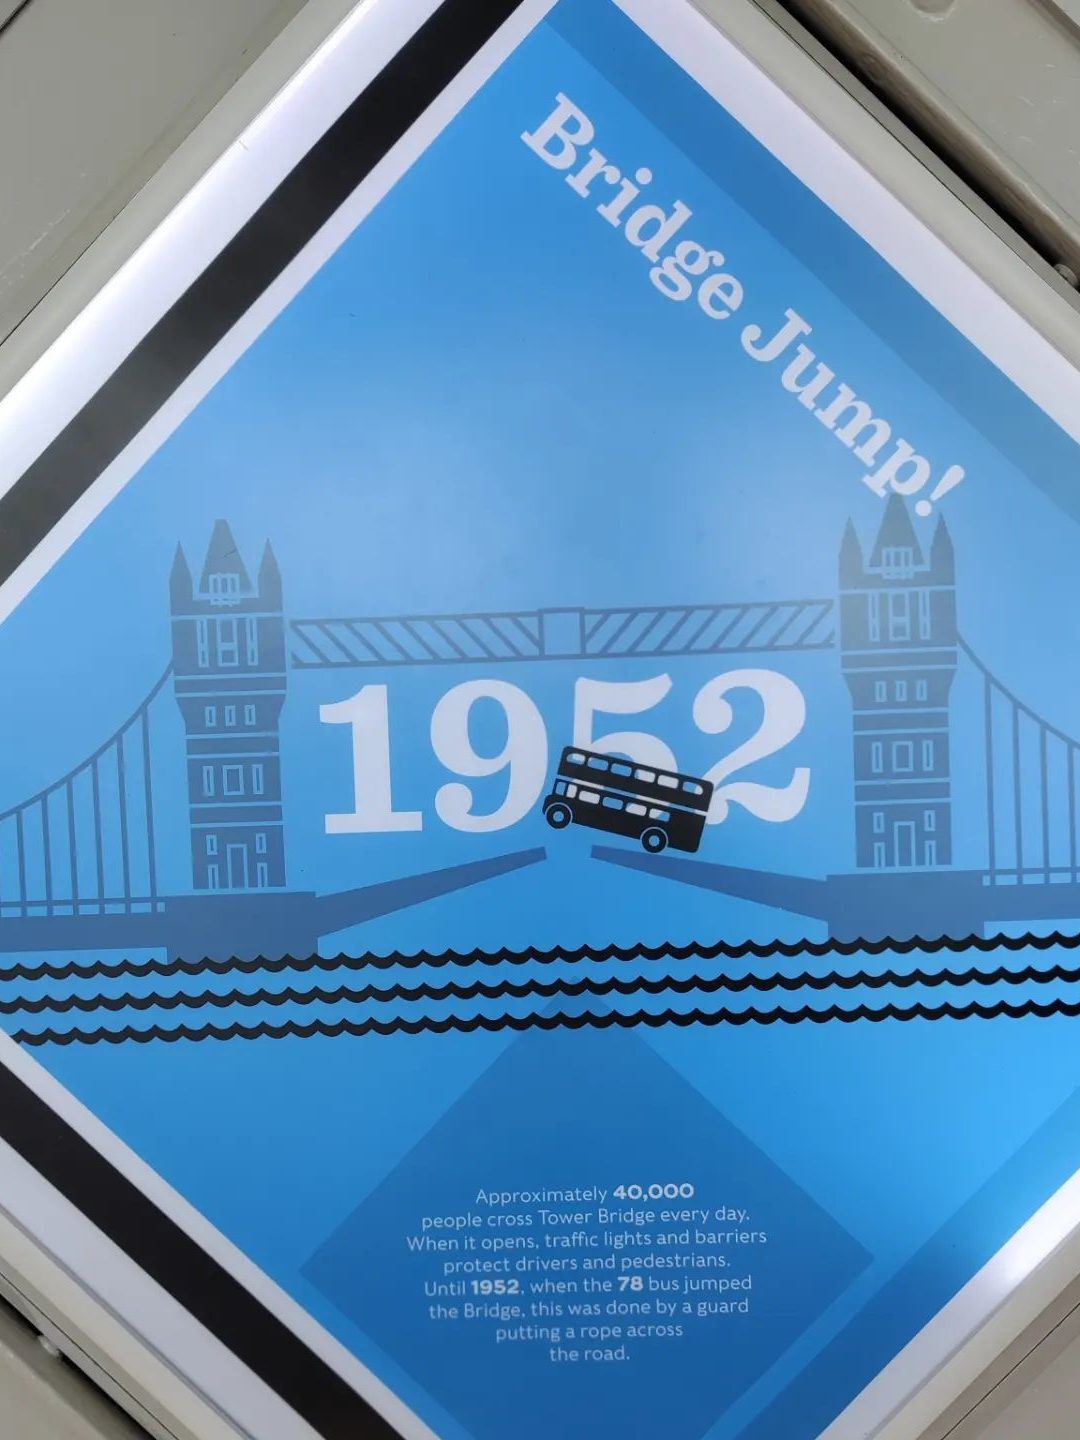 Bridge Jump!
1952
Approximately 40,000
people cross Tower Bridge every day.
When it opens, traffic lights and barriers
protect drivers and pedestrians.
Until 1952, when the 78 bus jumped
the Bridge, this was done by a guard
putting a rope across
the road.